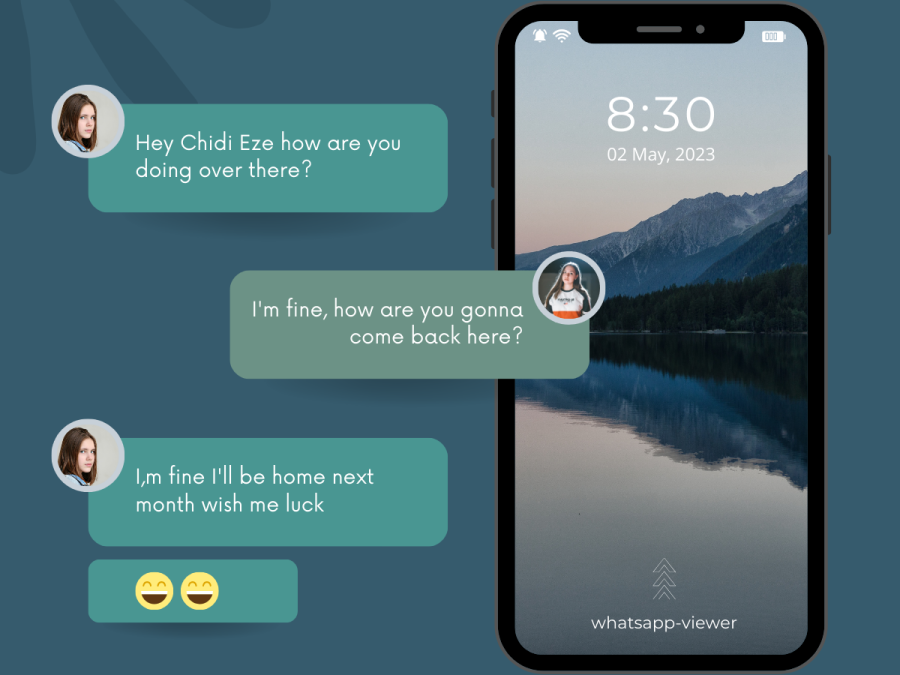 Hey Chidi Eze how are you
doing over there?
8:30
02 May, 2023
I'm fine, how are you gonna
come back here?
I,m fine I'll be home next
month wish me luck
whatsapp-viewer